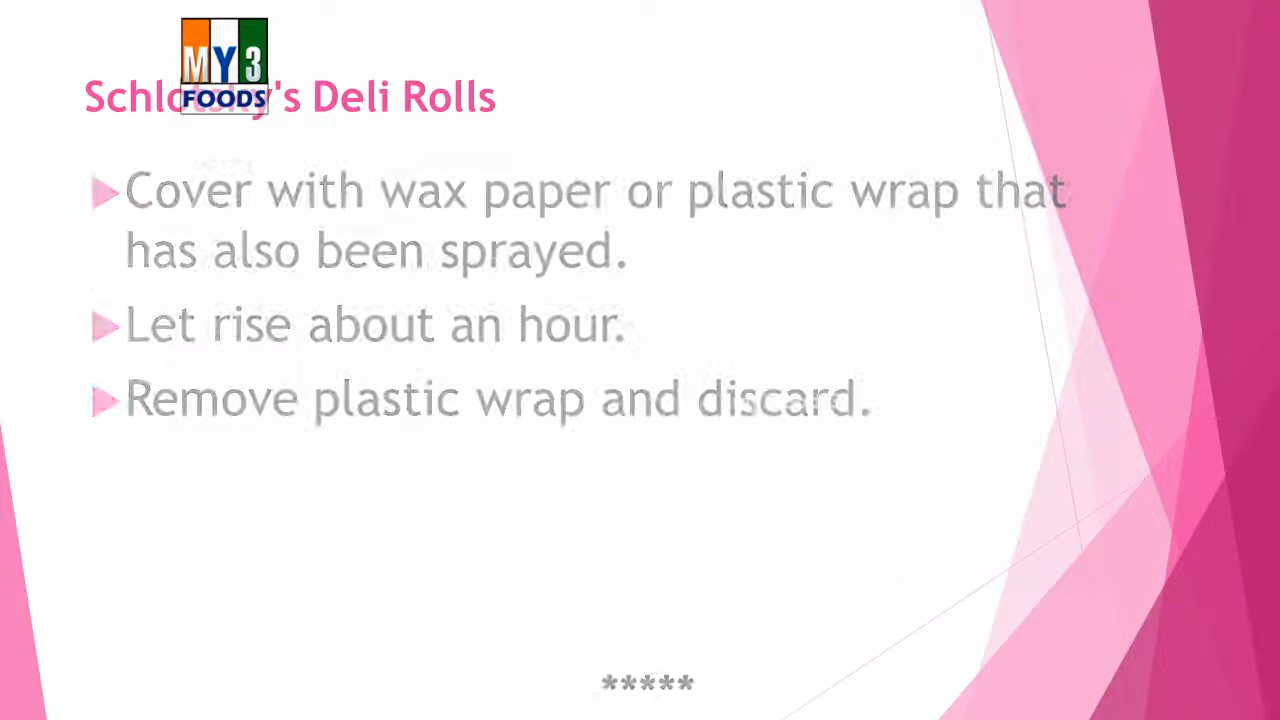 MY3
FOODS
Schlotsky's Deli Rolls
Cover with wax paper or plastic wrap that
has also been sprayed.
Let rise about an hour.
Remove plastic wrap and discard.
*****